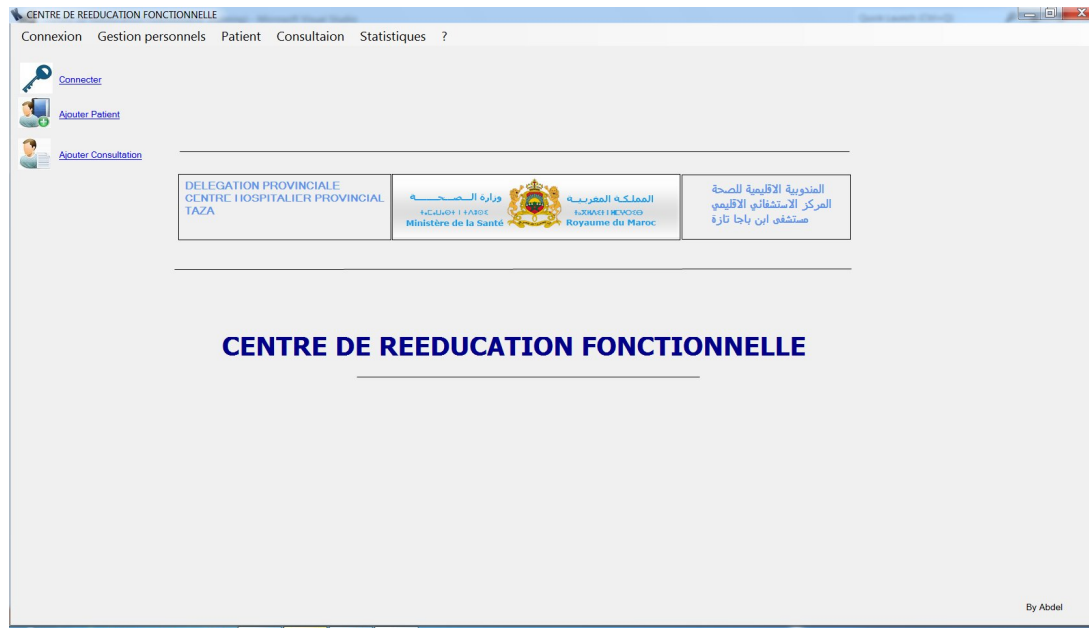 CENTRE DE REEDUCATION FONCTIONNELLE
Connexion Gestion personnels Patient Consultaion Statistiques ?
Connecter
Ajouter Patient
Ajouter Consultation
DELEGATION PROVINCIALE
CENTRE HOSPITALIER PROVINCIAL
TAZA
المملكة المغربية
وزارة الصحة
Ministère de la Santé
Royaume du Maroc
المندوبية الاقليمية للصحة
المركز الاستشفائي الاقليمي
مستشفى ابن باجا تازة
CENTRE DE REEDUCATION FONCTIONNELLE
By Abdel